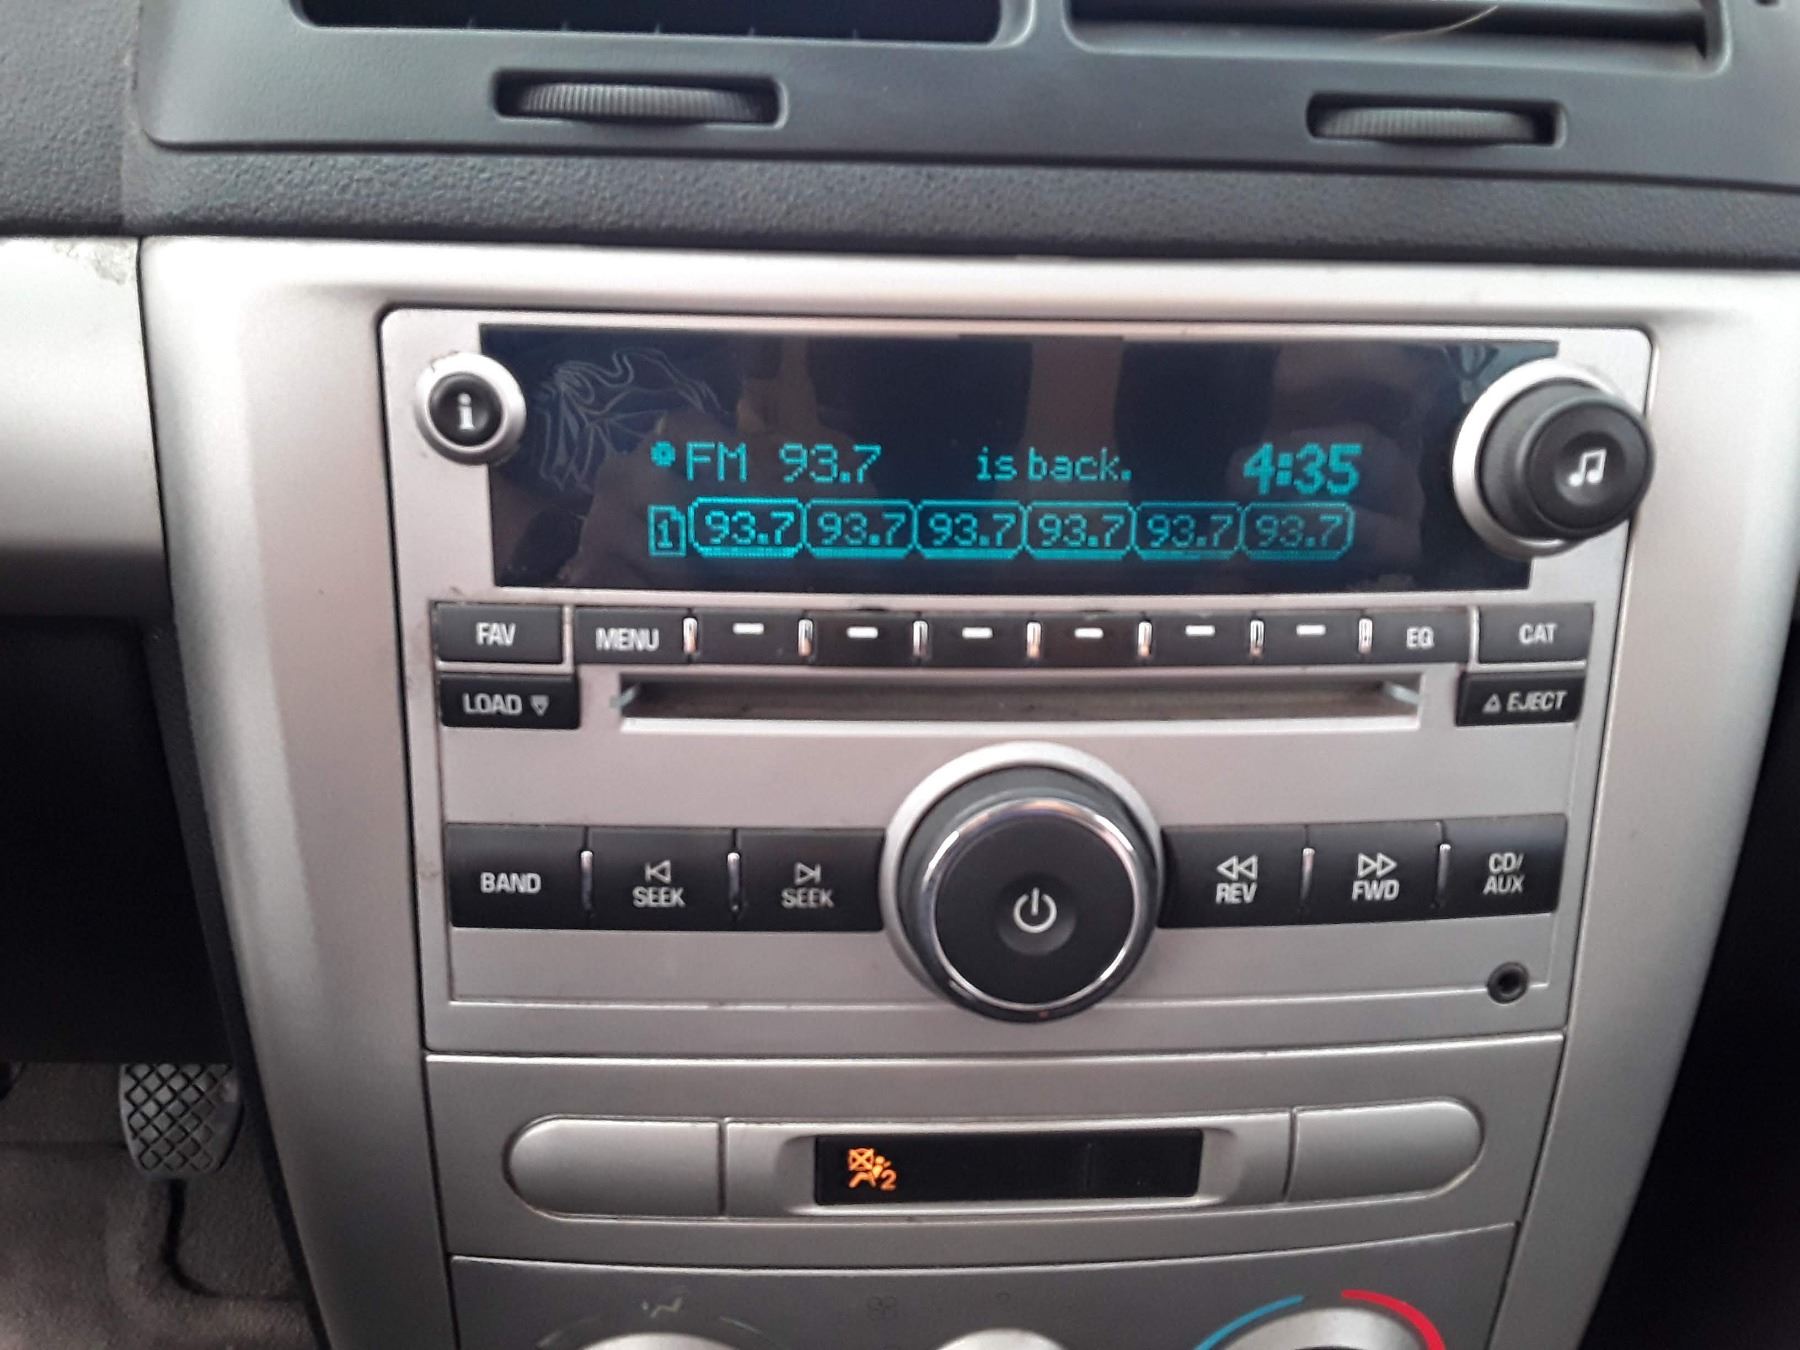 i
FM 93.7 is back. 4:35
1 93.7 93.7 93.7 93.7 93.7 93.7
FAV MENU EQ CAT
LOAD EJECT
BAND SEEK SEEK REV FWD CD/AUX
2